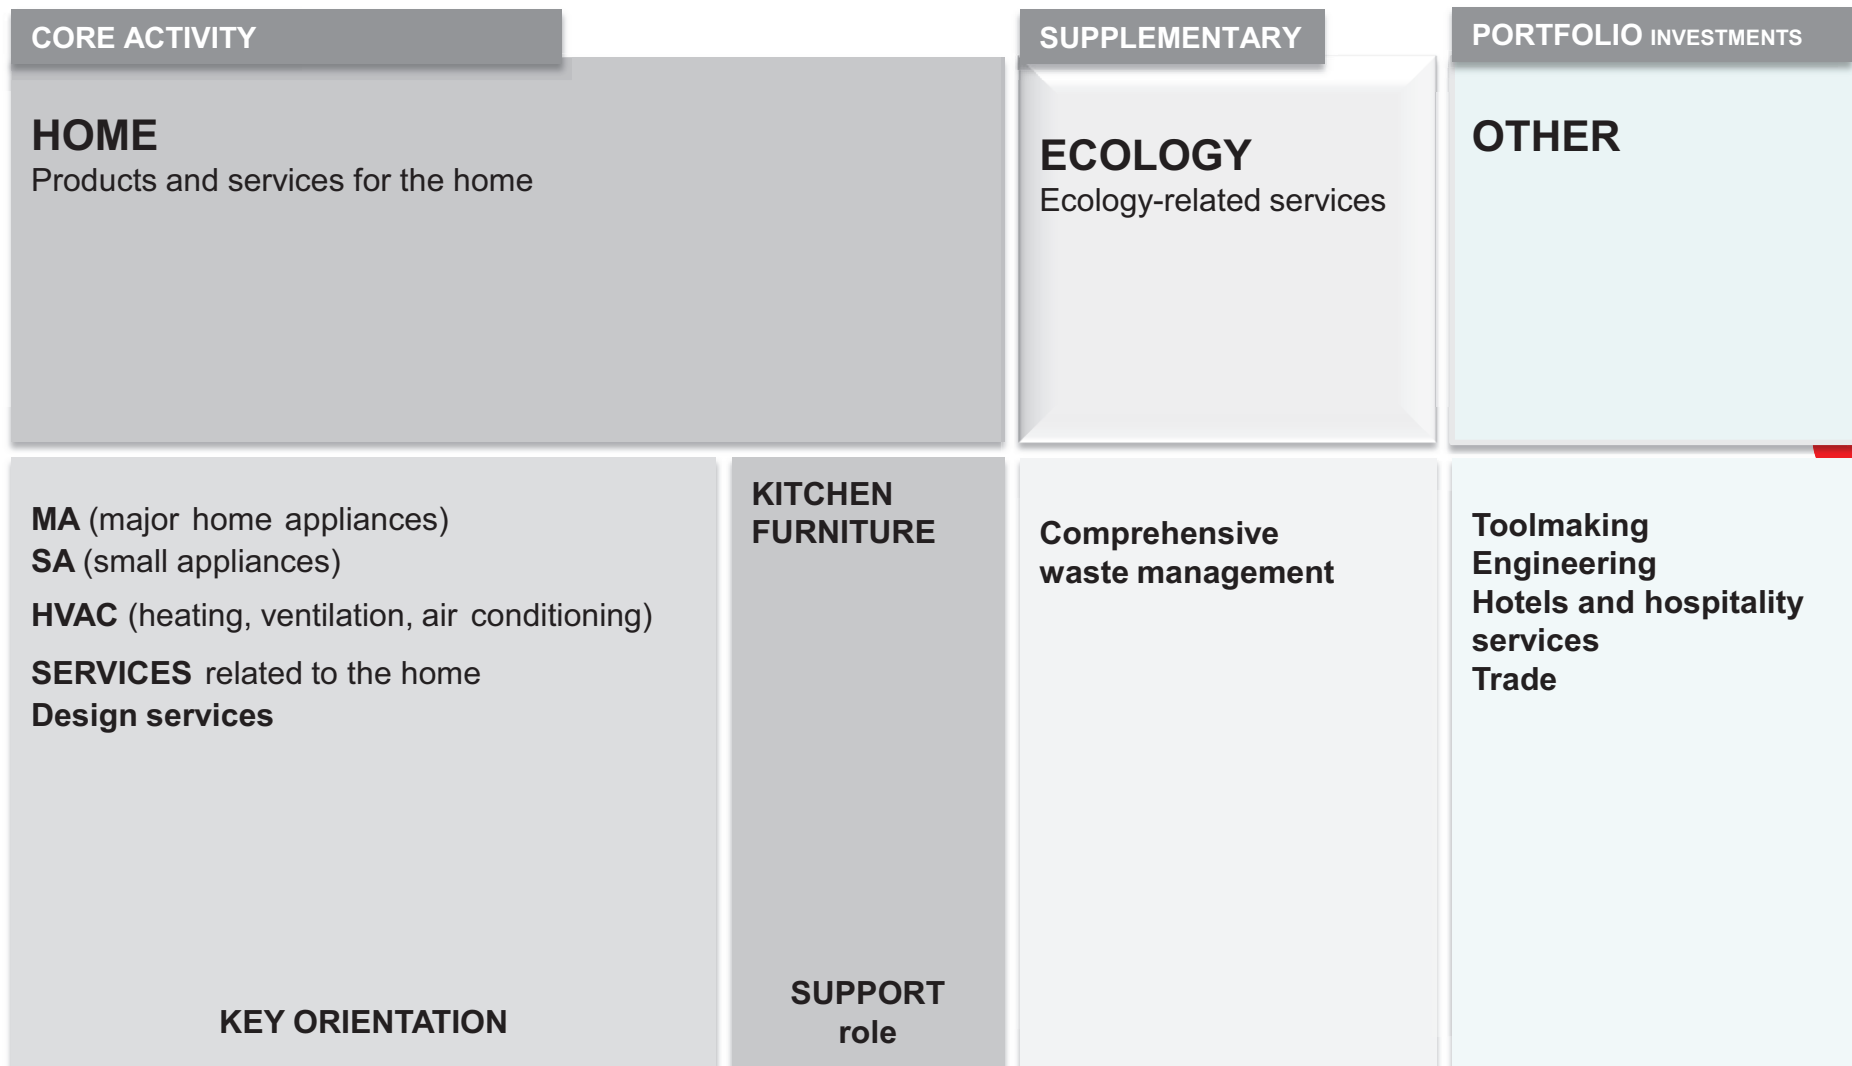 CORE ACTIVITY
HOME
Products and services for the home
MA (major home appliances)
SA (small appliances)
HVAC (heating, ventilation, air conditioning)
SERVICES related to the home
Design services
KEY ORIENTATION
KITCHEN
FURNITURE
SUPPORT
role
SUPPLEMENTARY
ECOLOGY
Ecology-related services
Comprehensive
waste management
PORTFOLIO INVESTMENTS
OTHER
Toolmaking
Engineering
Hotels and hospitality
services
Trade